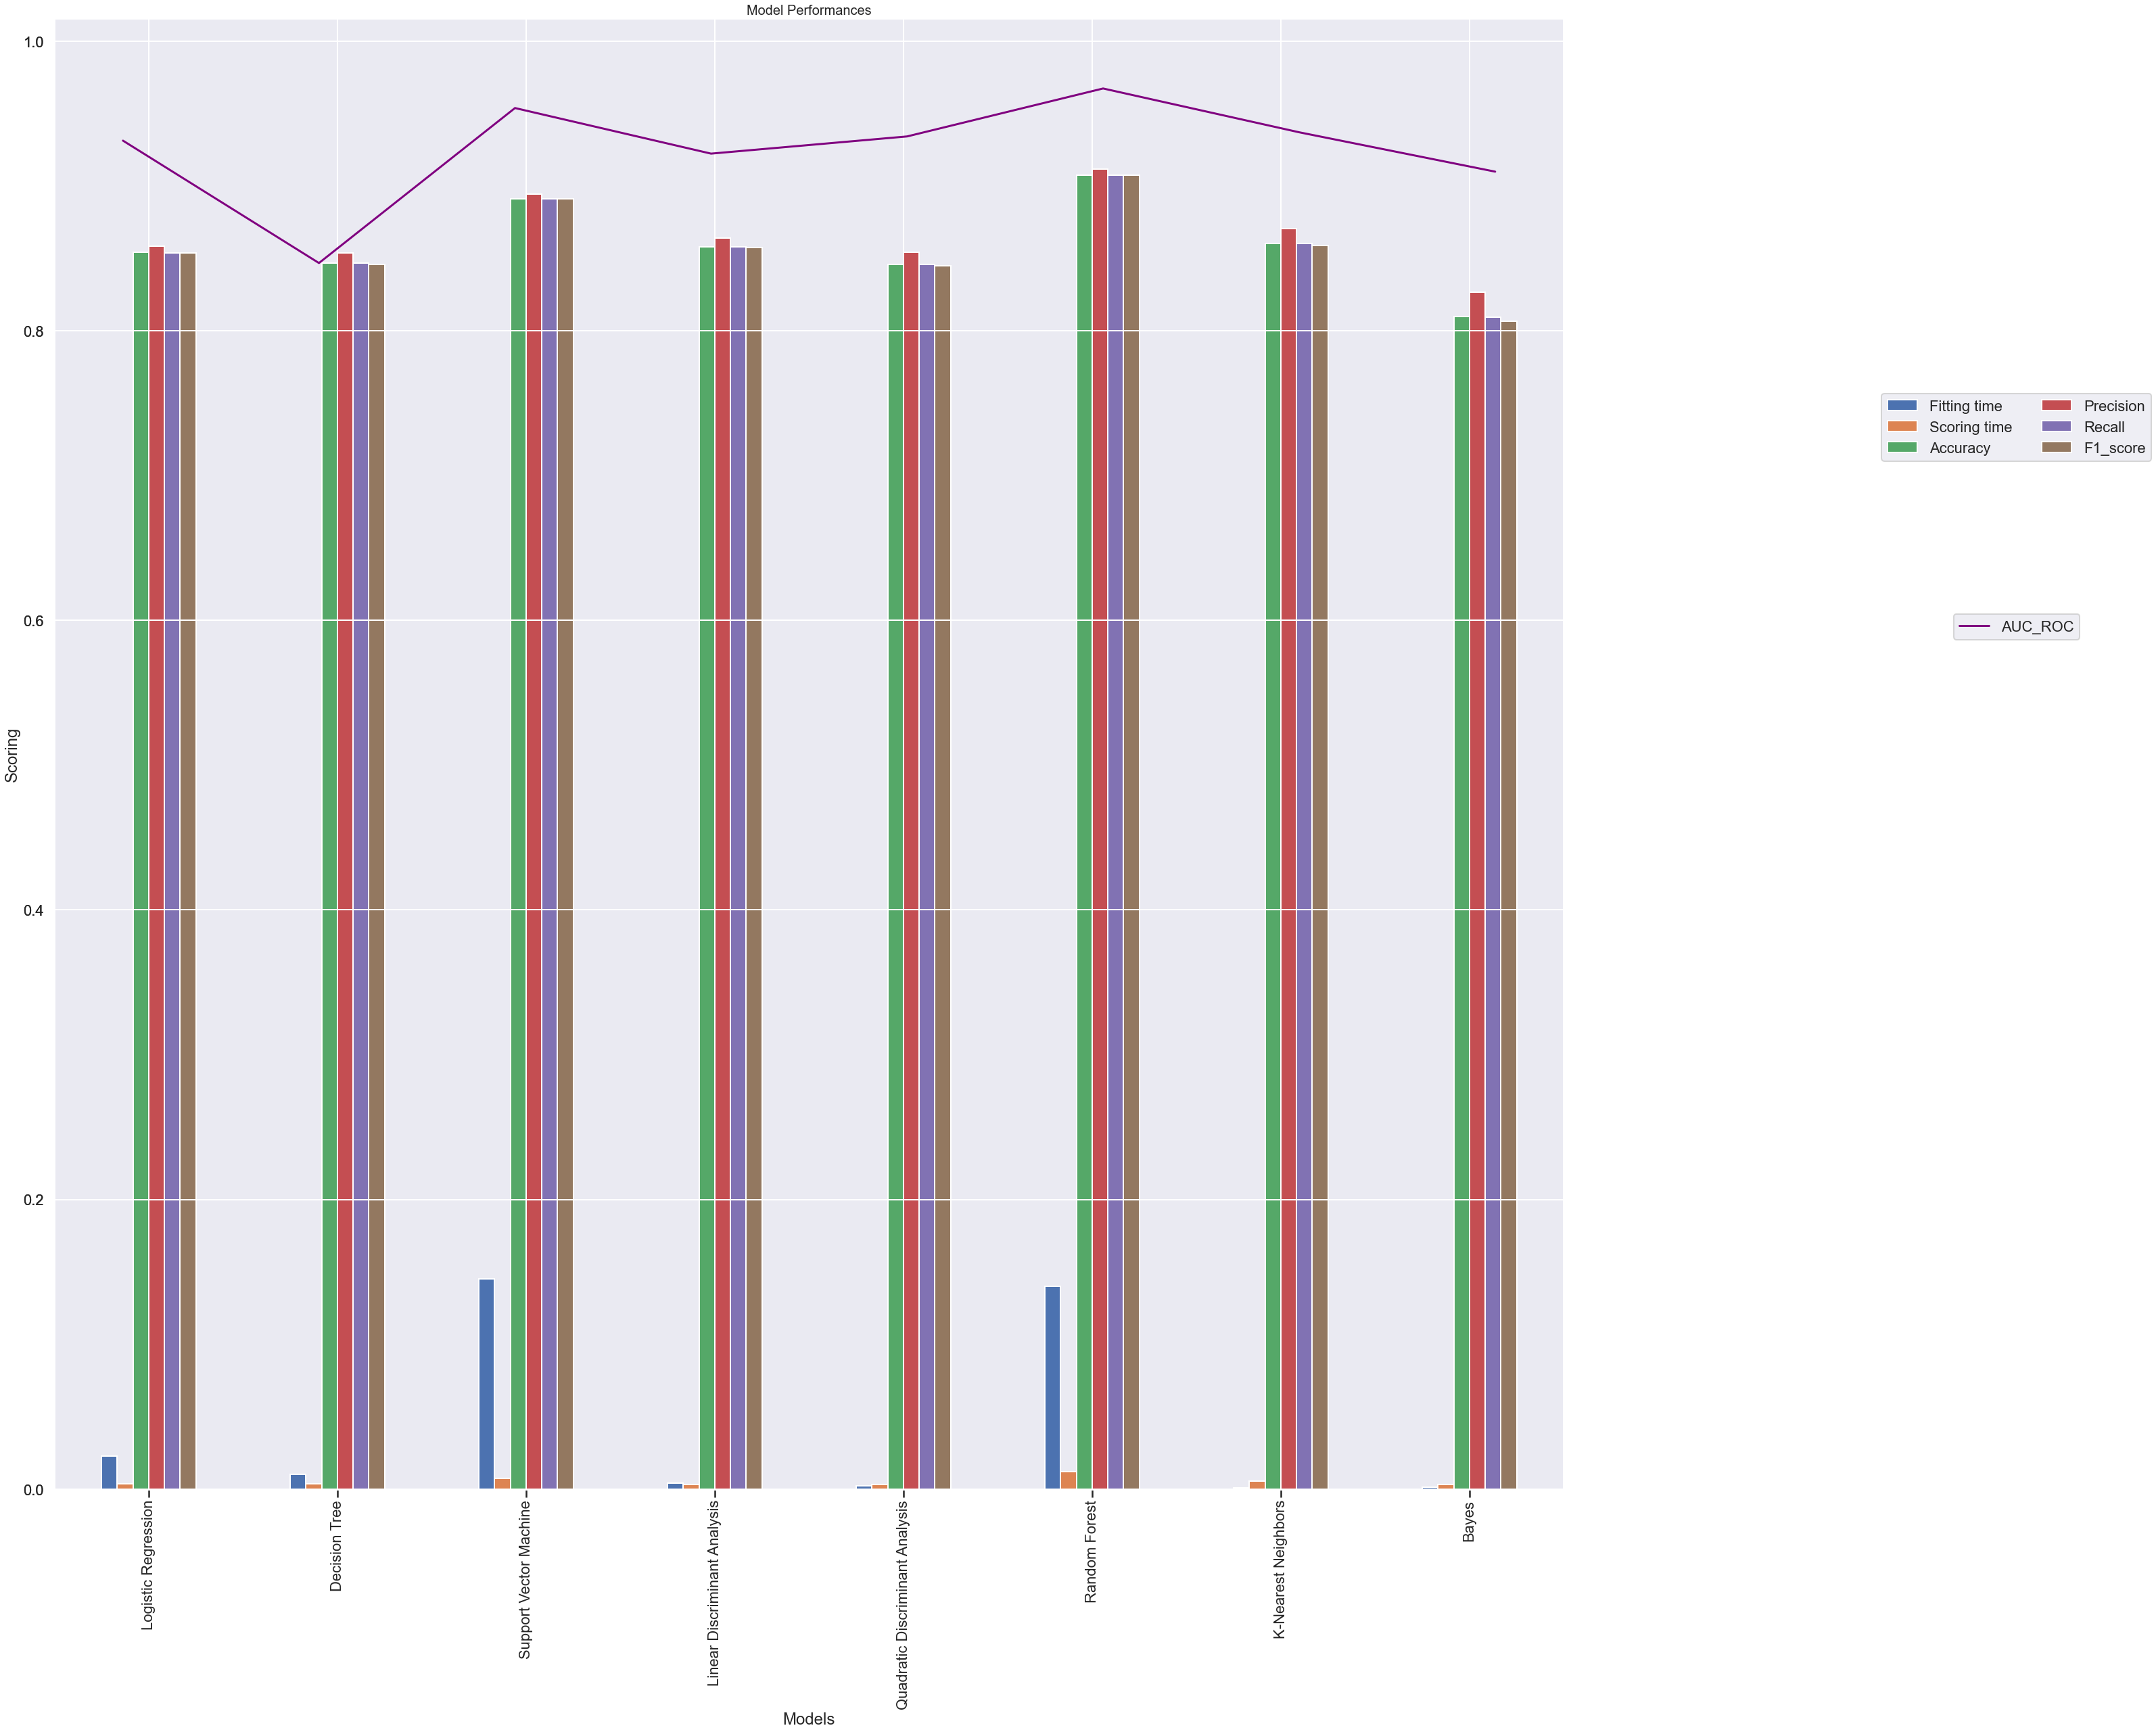 Model Performances
1.0
0.8
0.6
0.4
0.2
0.0
Scoring
Logistic Regression
Decision Tree
Support Vector Machine
Linear Discriminant Analysis
Quadratic Discriminant Analysis
Random Forest
K-Nearest Neighbors
Bayes
Models
Fitting time
Scoring time
Accuracy
Precision
Recall
F1_score
AUC_ROC